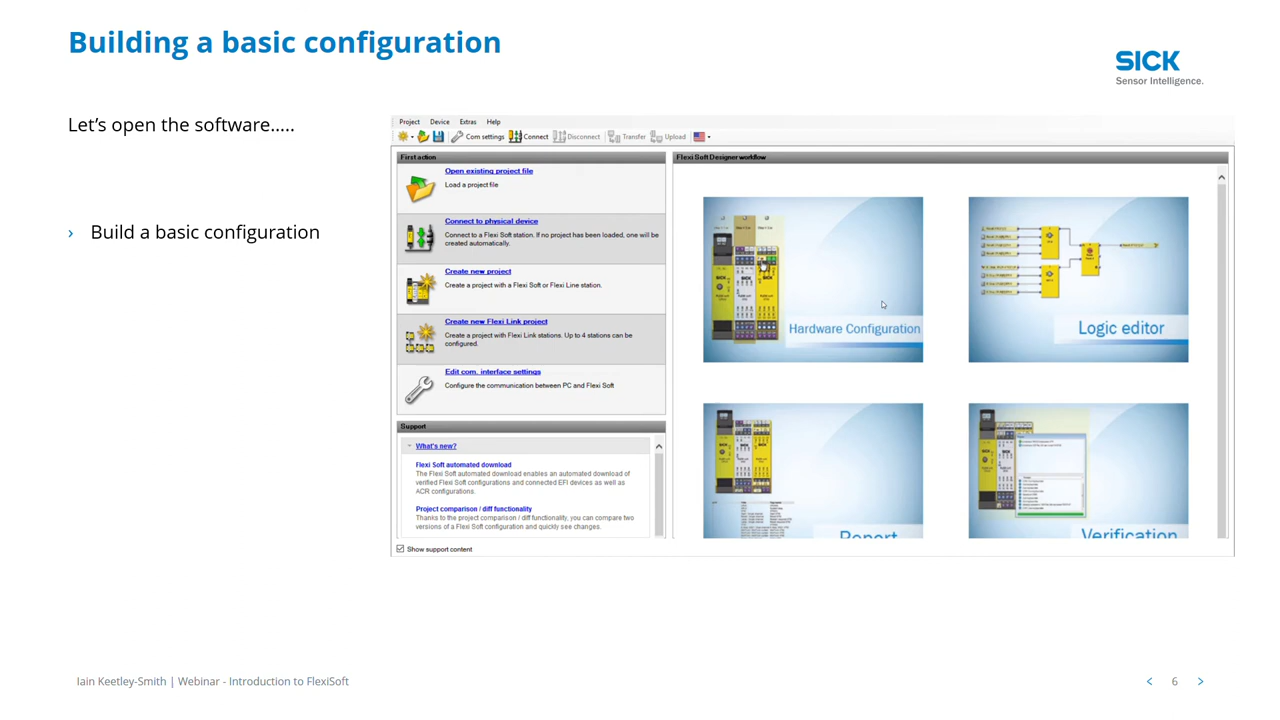 Building a basic configuration
SICK
Sensor Intelligence.
Let's open the software.....
› Build a basic configuration
Project Device Extras Help
Com settings Connect Disconnect Transfer Upload
First action
Open existing project file
Load a project file
Connect to physical device
Connect to a Flexi Soft station. If no project has been loaded, one will be
created automatically.
Create new project
Create a project with a Flexi Soft or Flexi Line station.
Create new Flexi Link project
Create a project with Flexi Link stations. Up to 4 stations can be
configured.
Edit com. interface settings
Configure the communication between PC and Flexi Soft
Support
What's new?
Flexi Soft automated download
The Flexi Soft automated download enables an automated download of
verified Flexi Soft configurations and connected EFI devices as well as
ACR configurations.
Project comparison / diff functionality
Thanks to the project comparison / diff functionality, you can compare two
versions of a Flexi Soft configuration and quickly see changes.
Show support content
Flexi Soft Designer workflow
Hardware Configuration
Logic editor
Report
Verification
Iain Keetley-Smith | Webinar - Introduction to FlexiSoft
< 6 >